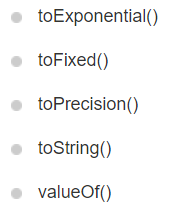 toExponential()
toFixed()
toPrecision()
toString()
valueOf()